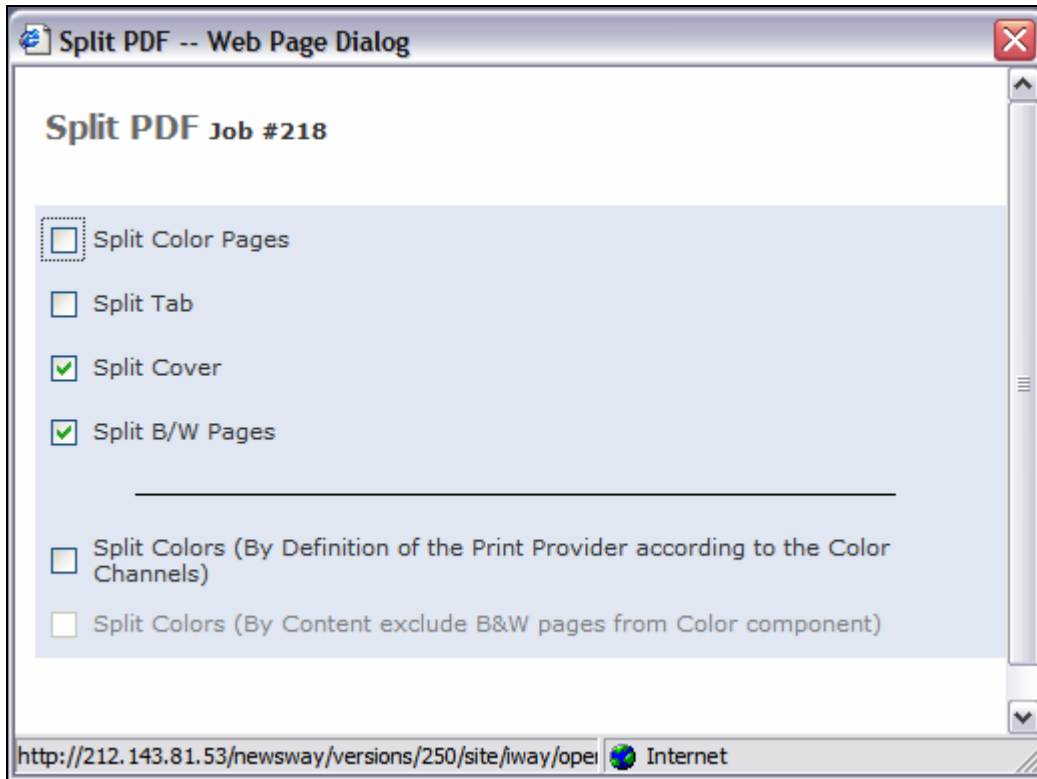 Split PDF -- Web Page Dialog
Split PDF Job #218
Split Color Pages
Split Tab
Split Cover
Split B/W Pages
Split Colors (By Definition of the Print Provider according to the Color
Channels)
Split Colors (By Content exclude B&W pages from Color component)
http://212.143.81.53/newsway/versions/250/site/iway/oper Internet